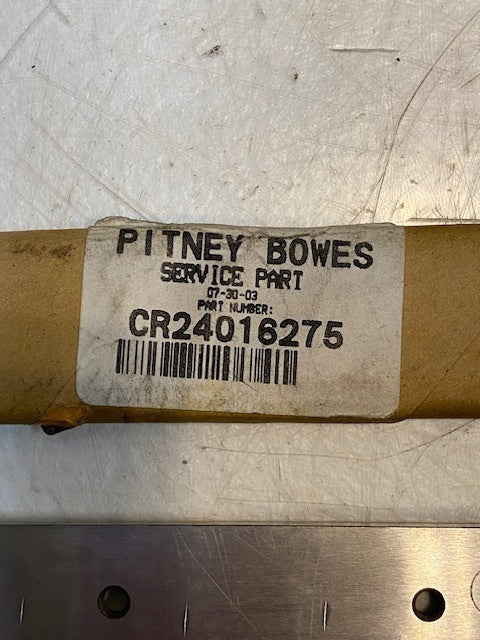 PITNEY BOWES
SERVICE PART
07-30-03
PART NUMBER:
CR24016275